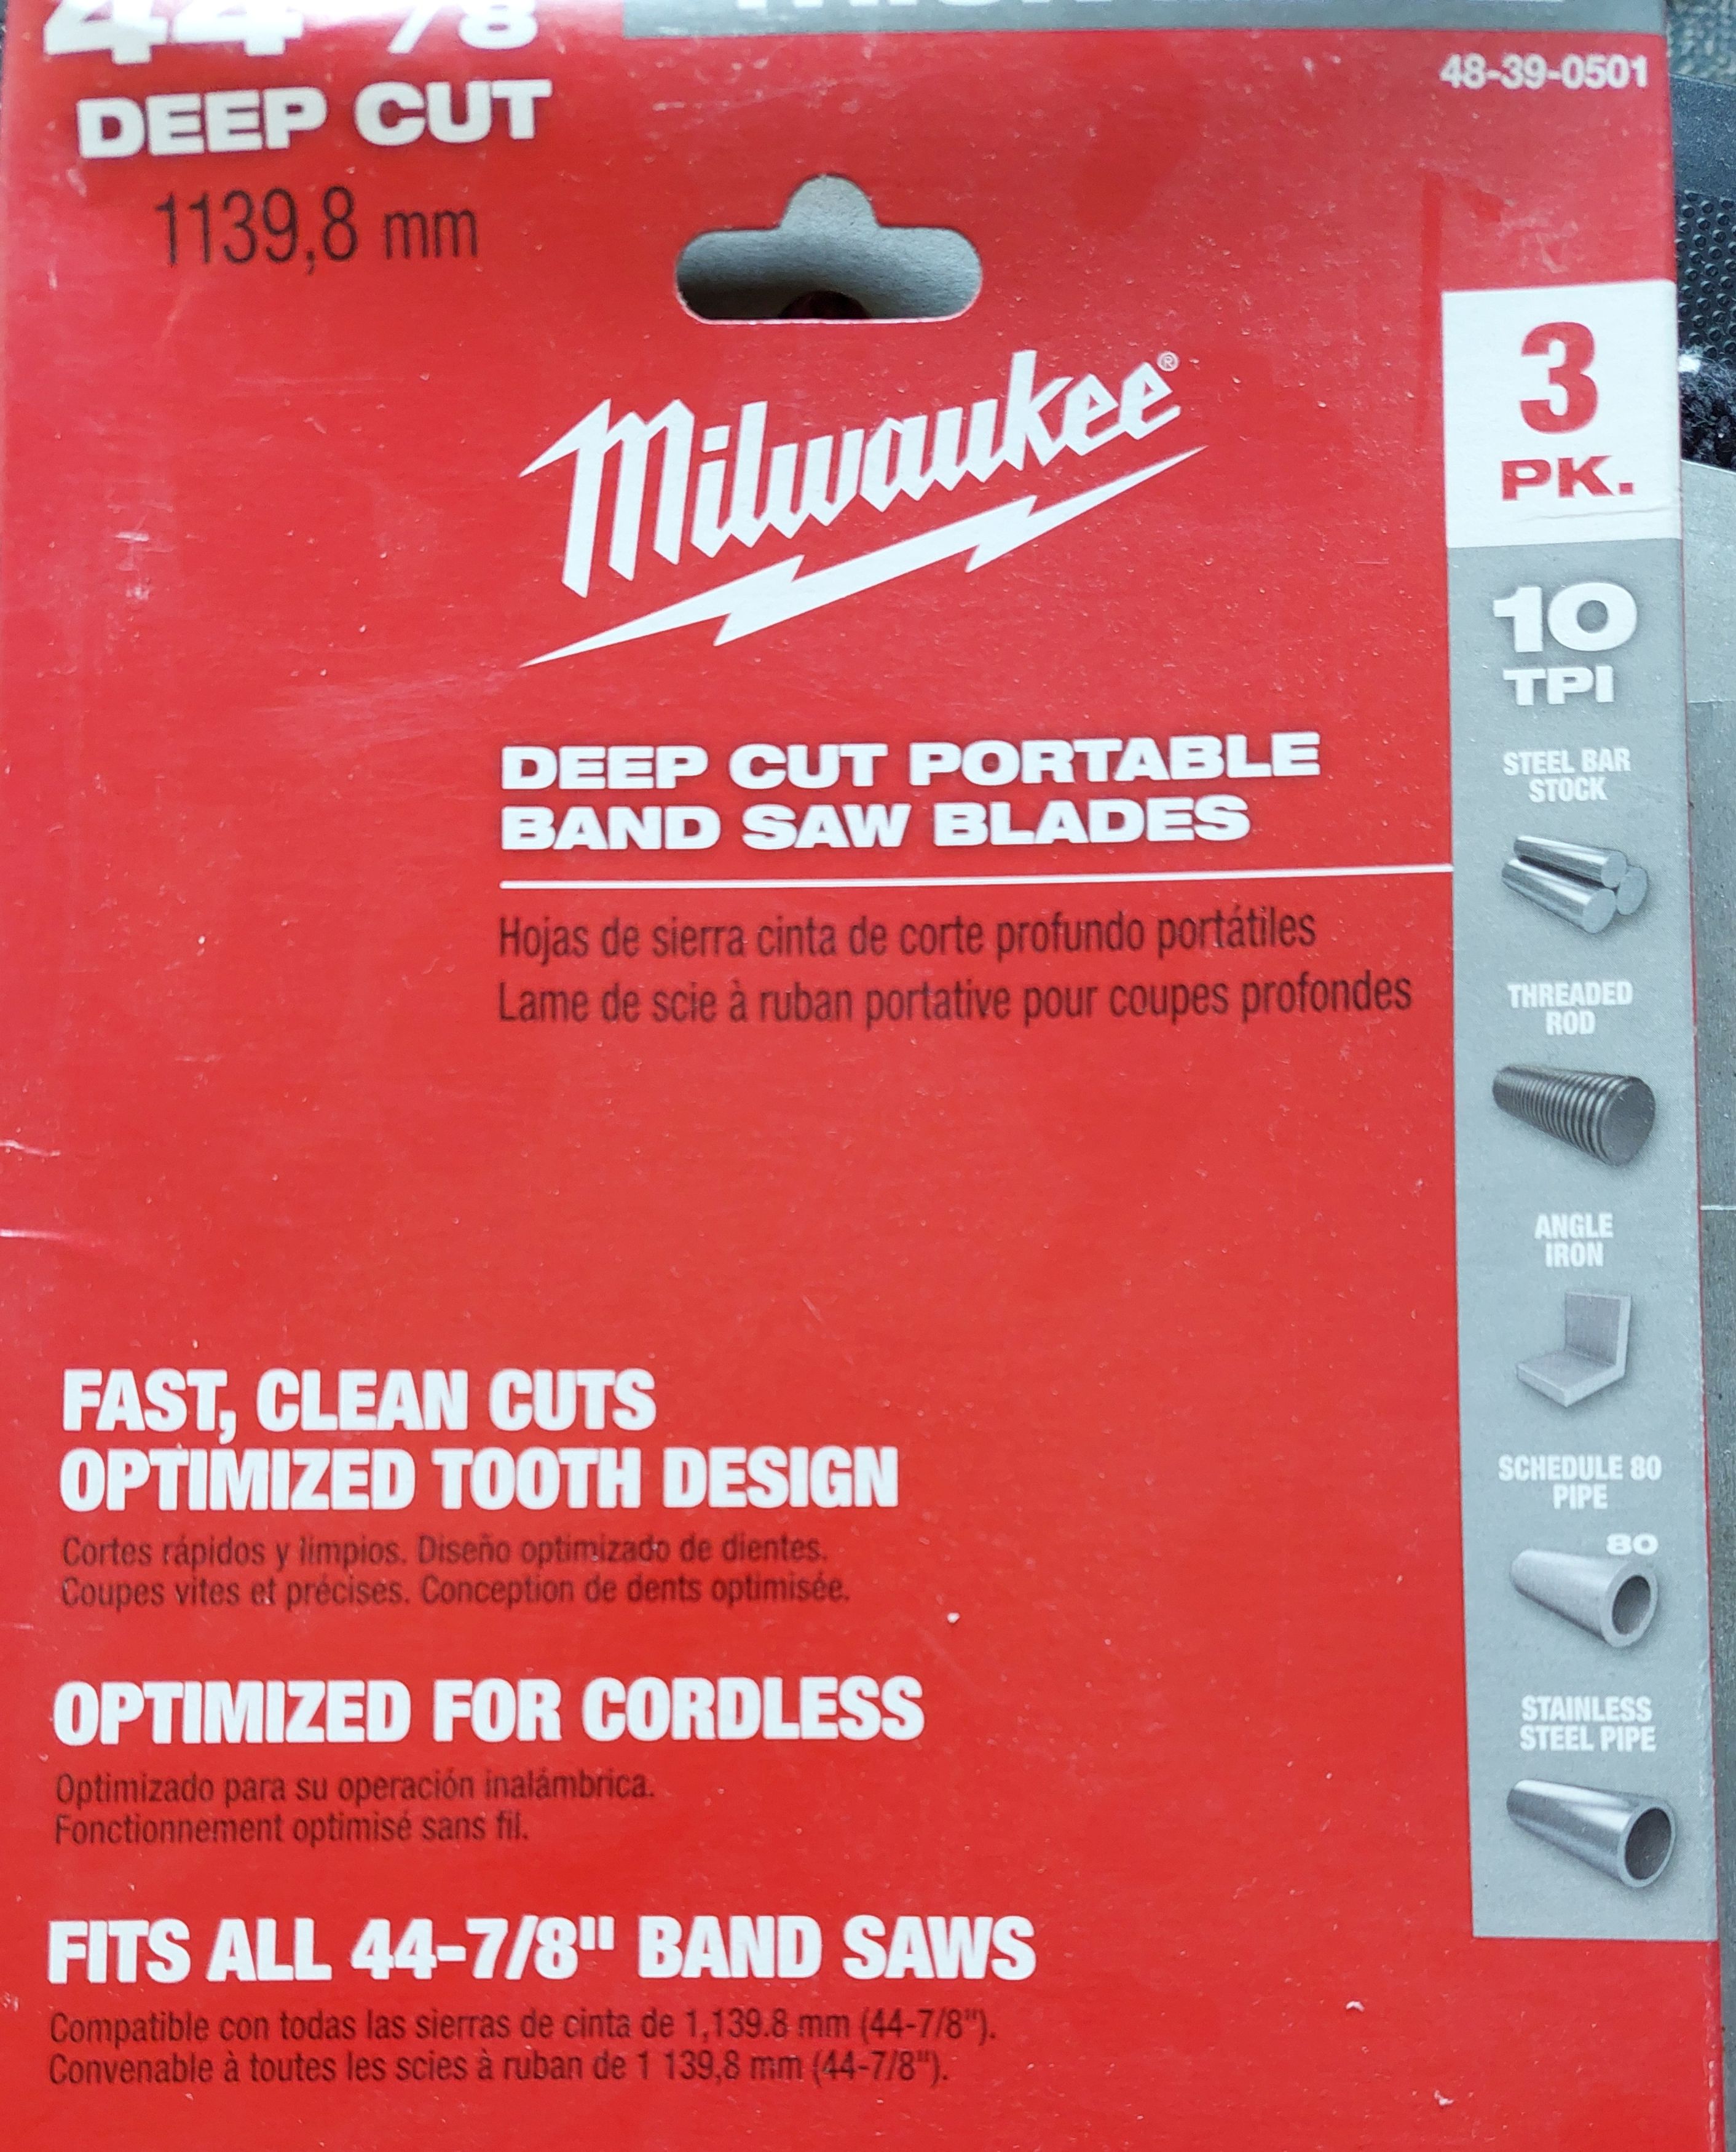 44-7/8"
DEEP CUT
1139,8 mm
48-39-0501
Milwaukee®
3
PK.
10
TPI
DEEP CUT PORTABLE
BAND SAW BLADES
Hojas de sierra cinta de corte profundo portátiles
Lame de scie à ruban portative pour coupes profondes
STEEL BAR
STOCK
THREADED
ROD
ANGLE
IRON
SCHEDULE 80
PIPE
80
STAINLESS
STEEL PIPE
FAST, CLEAN CUTS
OPTIMIZED TOOTH DESIGN
Cortes rápidos y limpios. Diseño optimizado de dientes.
Coupes vites et précises. Conception de dents optimisée.
OPTIMIZED FOR CORDLESS
Optimizado para su operación inalámbrica.
Fonctionnement optimisé sans fil.
FITS ALL 44-7/8" BAND SAWS
Compatible con todas las sierras de cinta de 1,139.8 mm (44-7/8").
Convenable à toutes les scies à ruban de 1 139,8 mm (44-7/8").